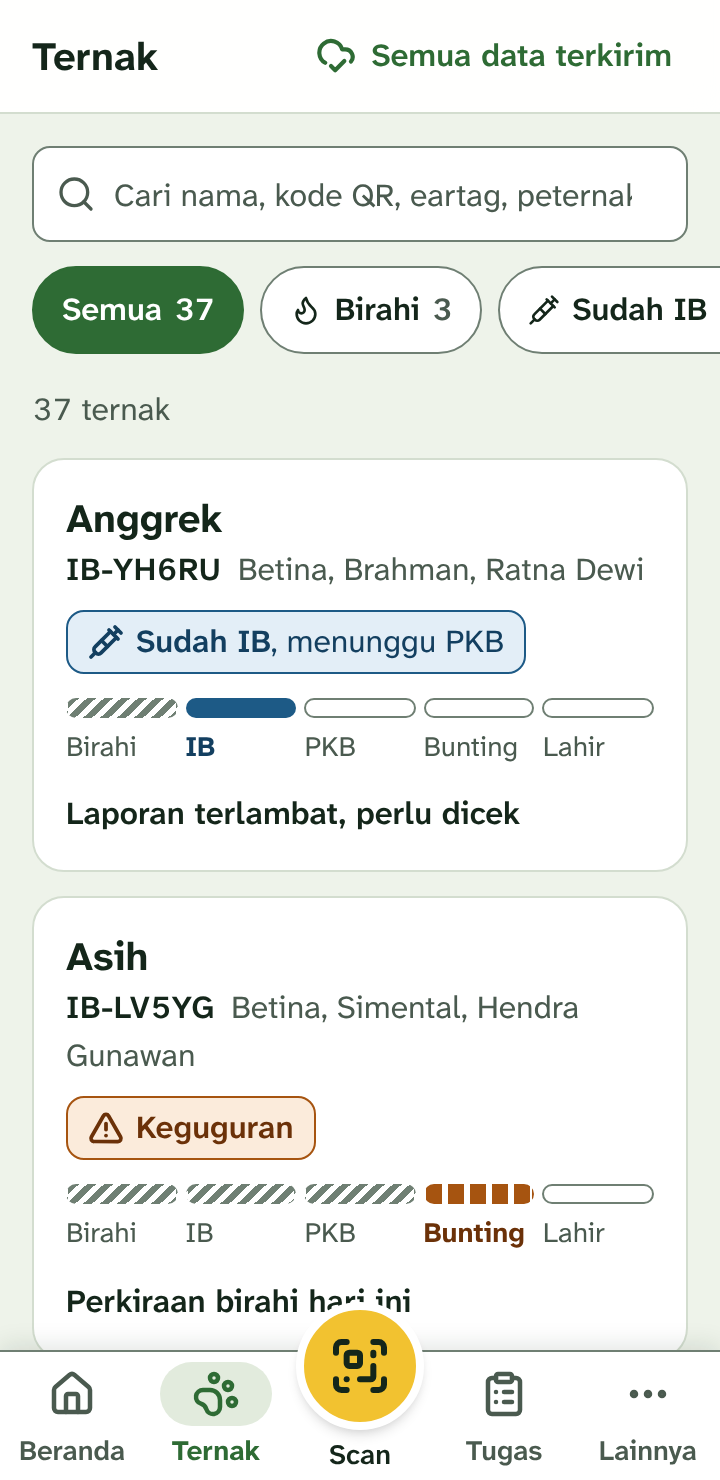 Ternak
Semua data terkirim
Cari nama, kode QR, eartag, peternak
Semua 37
Birahi 3
Sudah IB
37 ternak
Anggrek
IB-YH6RU Betina, Brahman, Ratna Dewi
Sudah IB, menunggu PKB
Birahi IB PKB Bunting Lahir
Laporan terlambat, perlu dicek
Asih
IB-LV5YG Betina, Simental, Hendra
Gunawan
Keguguran
Birahi IB PKB Bunting Lahir
Perkiraan birahi hari ini
Beranda Ternak Scan Tugas Lainnya